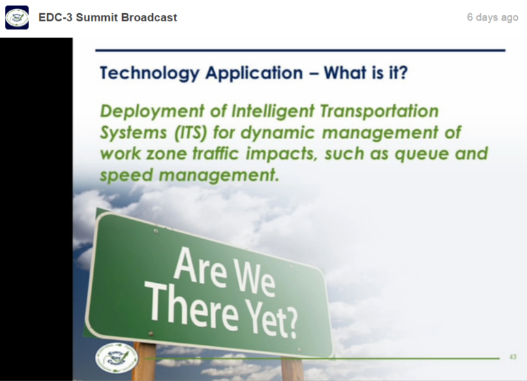 EDC-3 Summit Broadcast
6 days ago
Technology Application – What is it?
Deployment of Intelligent Transportation
Systems (ITS) for dynamic management of
work zone traffic impacts, such as queue and
speed management.
Are We
There Yet?
43